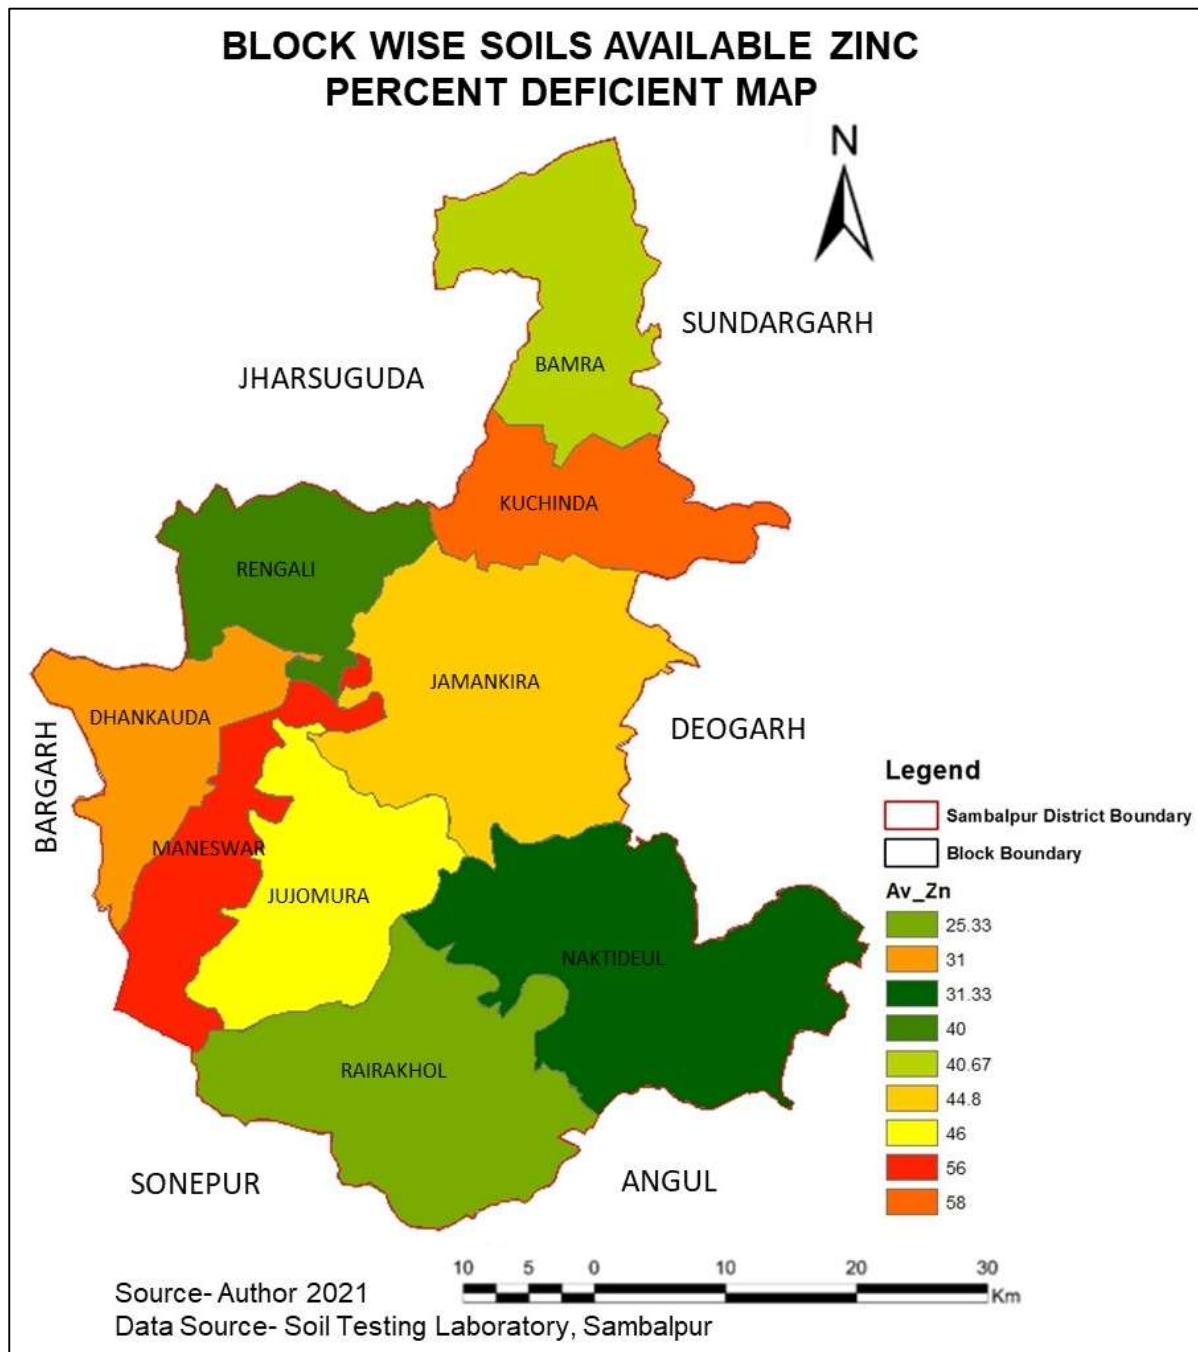 BLOCK WISE SOILS AVAILABLE ZINC
PERCENT DEFICIENT MAP
N
SUNDARGARH
JHARSUGUDA
BAMRA
KUCHINDA
RENGALI
JAMANKIRA
DHANKAUDA
DEOGARH
BARGARH
MANESWAR
JUJOMURA
NAKTIDEUL
RAIRAKHOL
SONEPUR
ANGUL
Legend
Sambalpur District Boundary
Block Boundary
Av_Zn
25.33
31
31.33
40
40.67
44.8
46
56
58
10 5 0 10 20 30
Km
Source- Author 2021
Data Source- Soil Testing Laboratory, Sambalpur